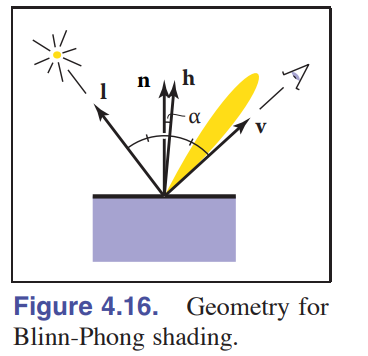 l
n
h
α
v
Figure 4.16. Geometry for
Blinn-Phong shading.